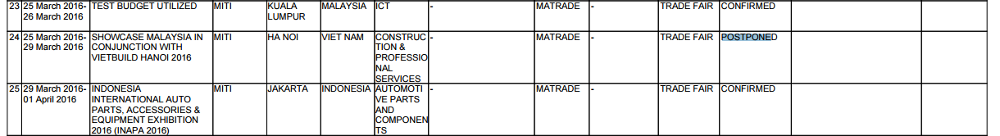 23 25 March 2016- TEST BUDGET UTILIZED MITI KUALA MALAYSIA ICT - MATRADE - TRADE FAIR CONFIRMED
26 March 2016 LUMPUR
24 25 March 2016- SHOWCASE MALAYSIA IN MITI HA NOI VIET NAM CONSTRUC - MATRADE - TRADE FAIR POSTPONED
29 March 2016 CONJUNCTION WITH TION &
VIETBUILD HANOI 2016 PROFESSIO
NAL
SERVICES
25 29 March 2016- INDONESIA MITI JAKARTA INDONESIA AUTOMOTI - MATRADE - TRADE FAIR CONFIRMED
01 April 2016 INTERNATIONAL AUTO VE PARTS
PARTS, ACCESSORIES & AND
EQUIPMENT EXHIBITION COMPONEN
2016 (INAPA 2016) TS